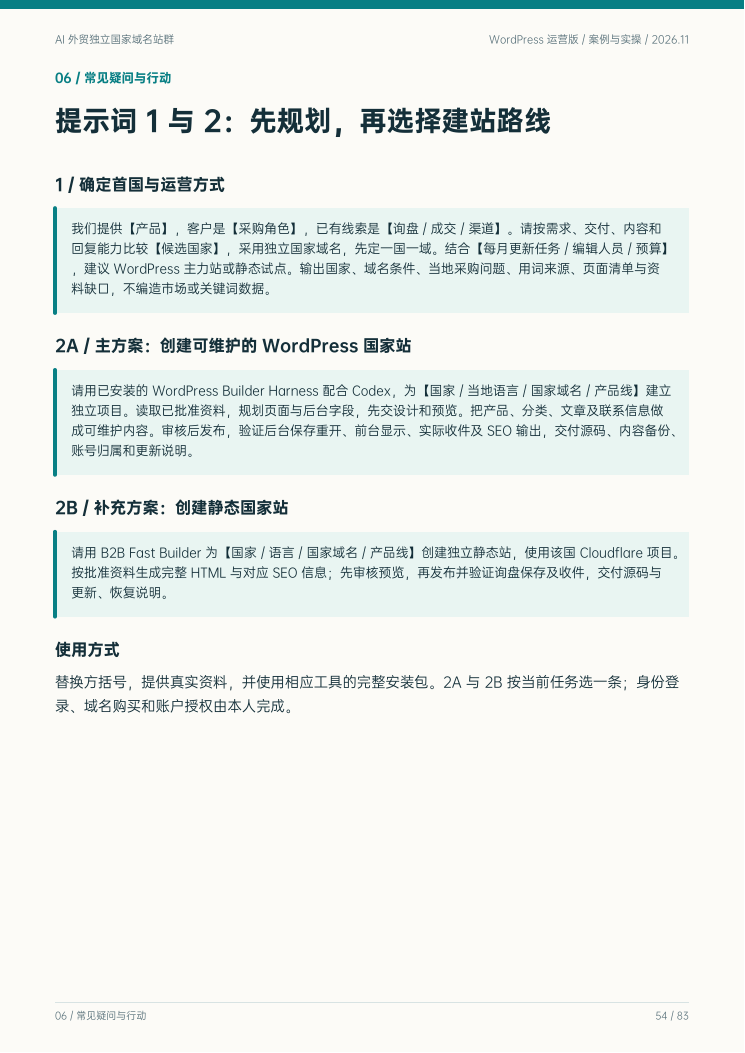 AI 外贸独立国家域名站群
WordPress 运营版 / 案例与实操 / 2026.11
06 / 常见疑问与行动
提示词 1 与 2：先规划，再选择建站路线
1 / 确定首国与运营方式
我们提供【产品】，客户是【采购角色】，已有线索是【询盘 / 成交 / 渠道】。请按需求、交付、内容和
回复能力比较【候选国家】，采用独立国家域名，先定一国一域。结合【每月更新任务 / 编辑人员 / 预算】
，建议 WordPress 主力站或静态试点。输出国家、域名条件、当地采购问题、用词来源、页面清单与资
料缺口，不编造市场或关键词数据。
2A / 主方案：创建可维护的 WordPress 国家站
请用已安装的 WordPress Builder Harness 配合 Codex，为【国家 / 当地语言 / 国家域名 / 产品线】建立
独立项目。读取已批准资料，规划页面与后台字段，先交设计和预览。把产品、分类、文章及联系信息做
成可维护内容。审核后发布，验证后台保存重开、前台显示、实际收件及 SEO 输出，交付源码、内容备份、
账号归属和更新说明。
2B / 补充方案：创建静态国家站
请用 B2B Fast Builder 为【国家 / 语言 / 国家域名 / 产品线】创建独立静态站，使用该国 Cloudflare 项目。
按批准资料生成完整 HTML 与对应 SEO 信息；先审核预览，再发布并验证询盘保存及收件，交付源码与
更新、恢复说明。
使用方式
替换方括号，提供真实资料，并使用相应工具的完整安装包。2A 与 2B 按当前任务选一条；身份登
录、域名购买和账户授权由本人完成。
06 / 常见疑问与行动
54 / 83